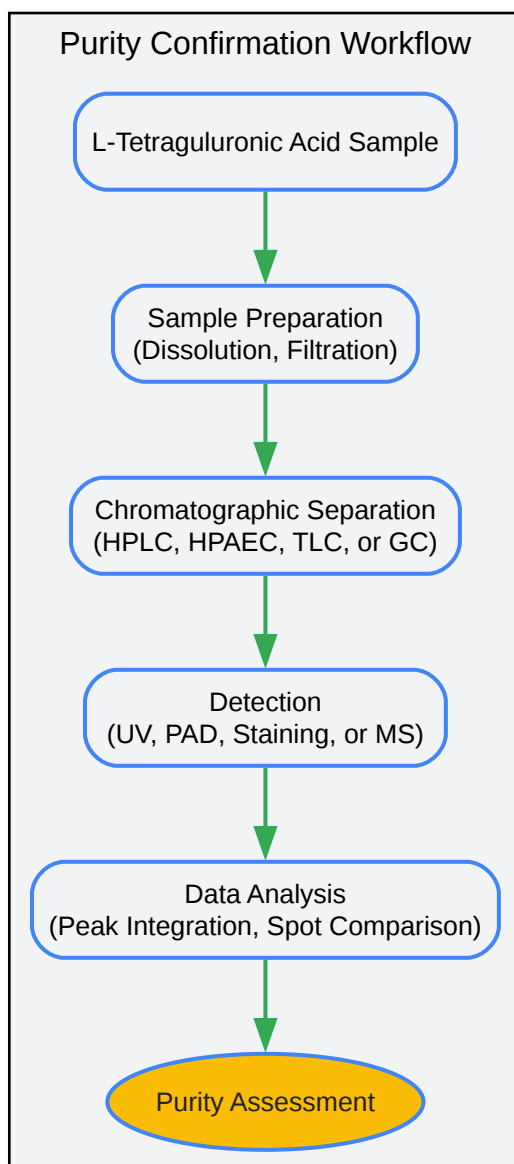 Purity Confirmation Workflow
L-Tetraguluronic Acid Sample
Sample Preparation
(Dissolution, Filtration)
Chromatographic Separation
(HPLC, HPAEC, TLC, or GC)
Detection
(UV, PAD, Staining, or MS)
Data Analysis
(Peak Integration, Spot Comparison)
Purity Assessment